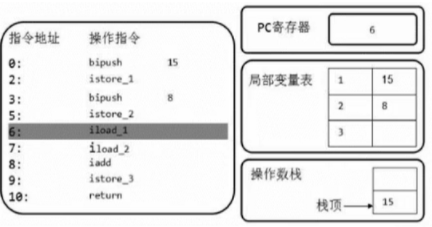 指令地址 操作指令
0: bipush 15
2: istore_1
3: bipush 8
5: istore_2
6: iload_1
7: iload_2
8: iadd
9: istore_3
10: return
PC寄存器 6
局部变量表
1 15
2 8
3
操作数栈
栈顶 15